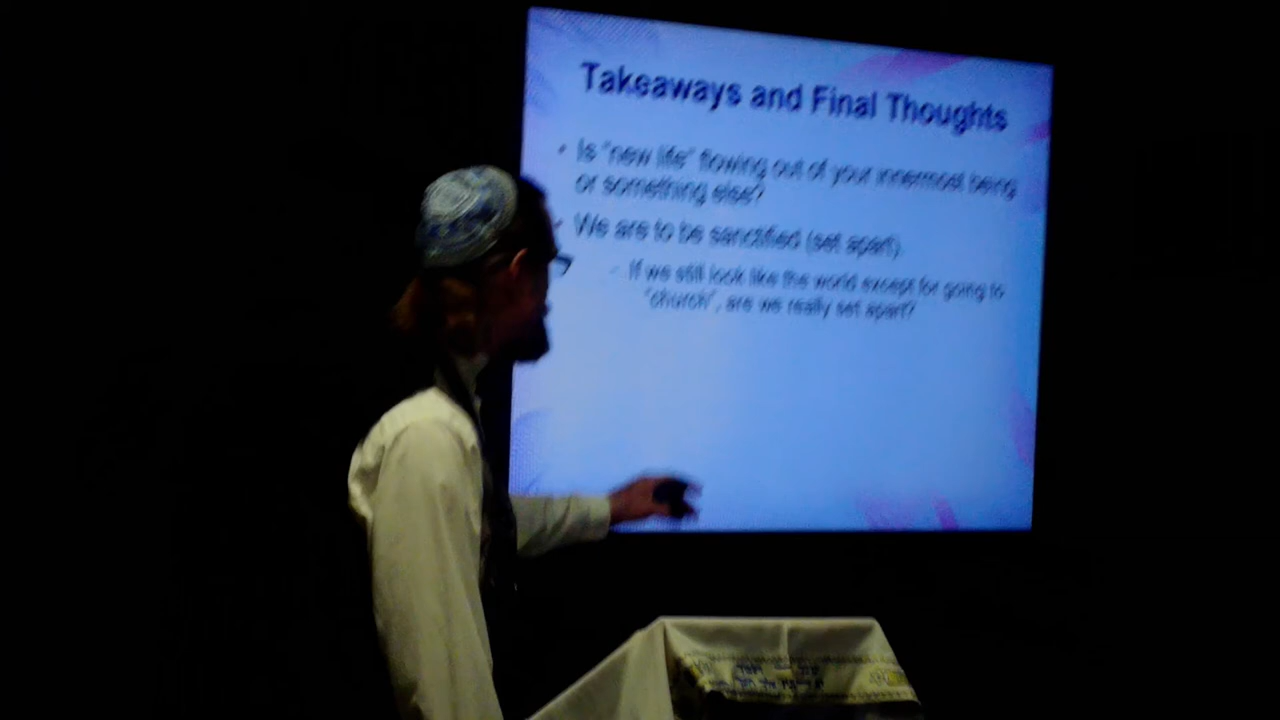 Takeaways and Final Thoughts
Is "new life" flowing out of your innermost being
or something else?
We are to be sanctified (set apart).
If we still look like the world except for going to
"church", are we really set apart?